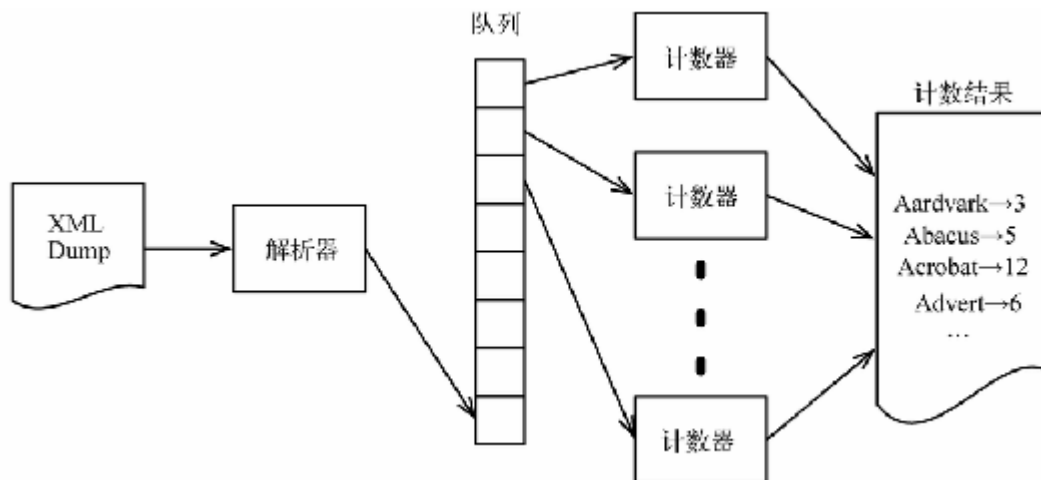 XML
Dump
解析器
队列
计数器
计数器
计数器
计数结果
Aardvark→3
Abacus→5
Acrobat→12
Advert→6
...